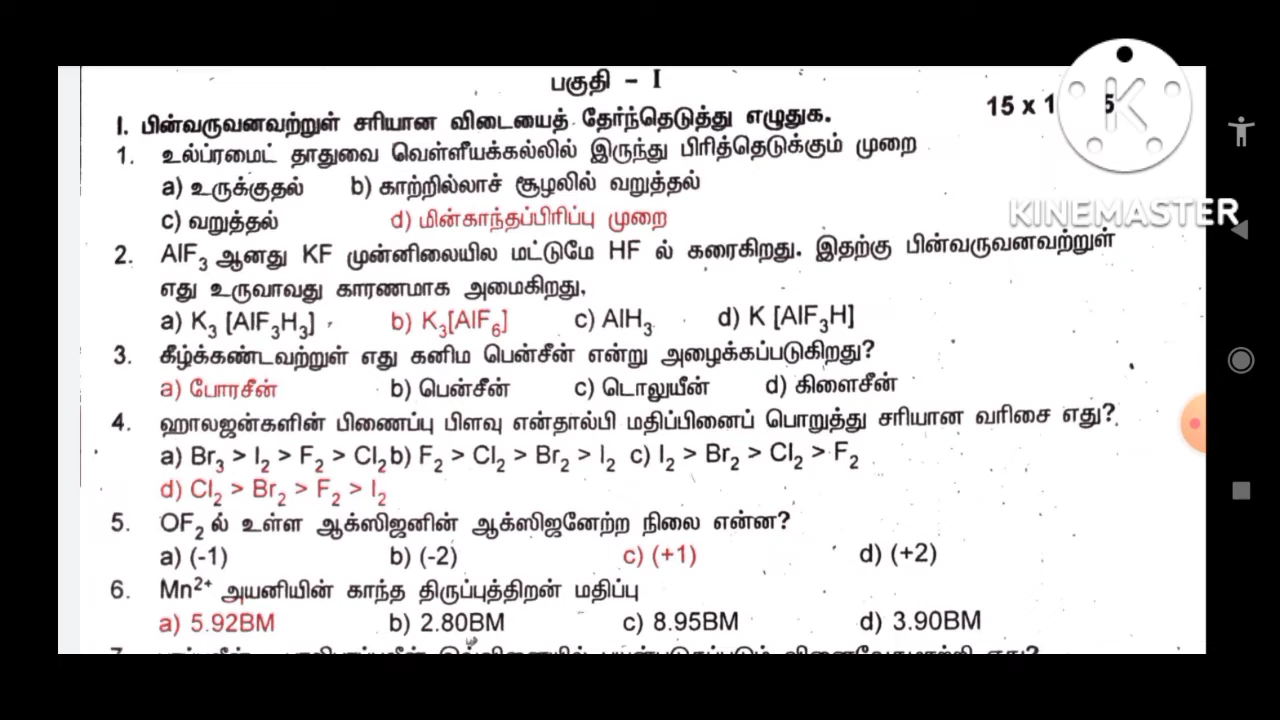 பகுதி – I
I. பின்வருவனவற்றுள் சரியான விடையைத் தேர்ந்தெடுத்து எழுதுக. 15 x 1 5
1. உல்ப்ரமைட் தாதுவை வெள்ளீயக்கல்லில் இருந்து பிரித்தெடுக்கும் முறை
a) உருக்குதல் b) காற்றில்லாச் சூழலில் வறுத்தல்
c) வறுத்தல் d) மின்காந்தப்பிரிப்பு முறை
2. AlF₃ ஆனது KF முன்னிலையில மட்டுமே HF ல் கரைகிறது. இதற்கு பின்வருவனவற்றுள்
எது உருவாவது காரணமாக அமைகிறது.
a) K₃ [AlF₃H₃] b) K₃[AlF₆] c) AlH₃ d) K [AlF₃H]
3. கீழ்க்கண்டவற்றுள் எது கனிம பென்சீன் என்று அழைக்கப்படுகிறது?
a) போரசீன் b) பென்சீன் c) டொலுயீன் d) கிளைசீன்
4. ஹாலஜன்களின் பிணைப்பு பிளவு என்தால்பி மதிப்பினைப் பொறுத்து சரியான வரிசை எது?
a) Br₃ > I₂ > F₂ > Cl₂ b) F₂ > Cl₂ > Br₂ > I₂ c) I₂ > Br₂ > Cl₂ > F₂
d) Cl₂ > Br₂ > F₂ > I₂
5. OF₂ ல் உள்ள ஆக்ஸிஜனின் ஆக்ஸிஜனேற்ற நிலை என்ன?
a) (-1) b) (-2) c) (+1) d) (+2)
6. Mn²⁺ அயனியின் காந்த திருப்புத்திறன் மதிப்பு
a) 5.92BM b) 2.80BM c) 8.95BM d) 3.90BM
7.
K
KINEMASTER